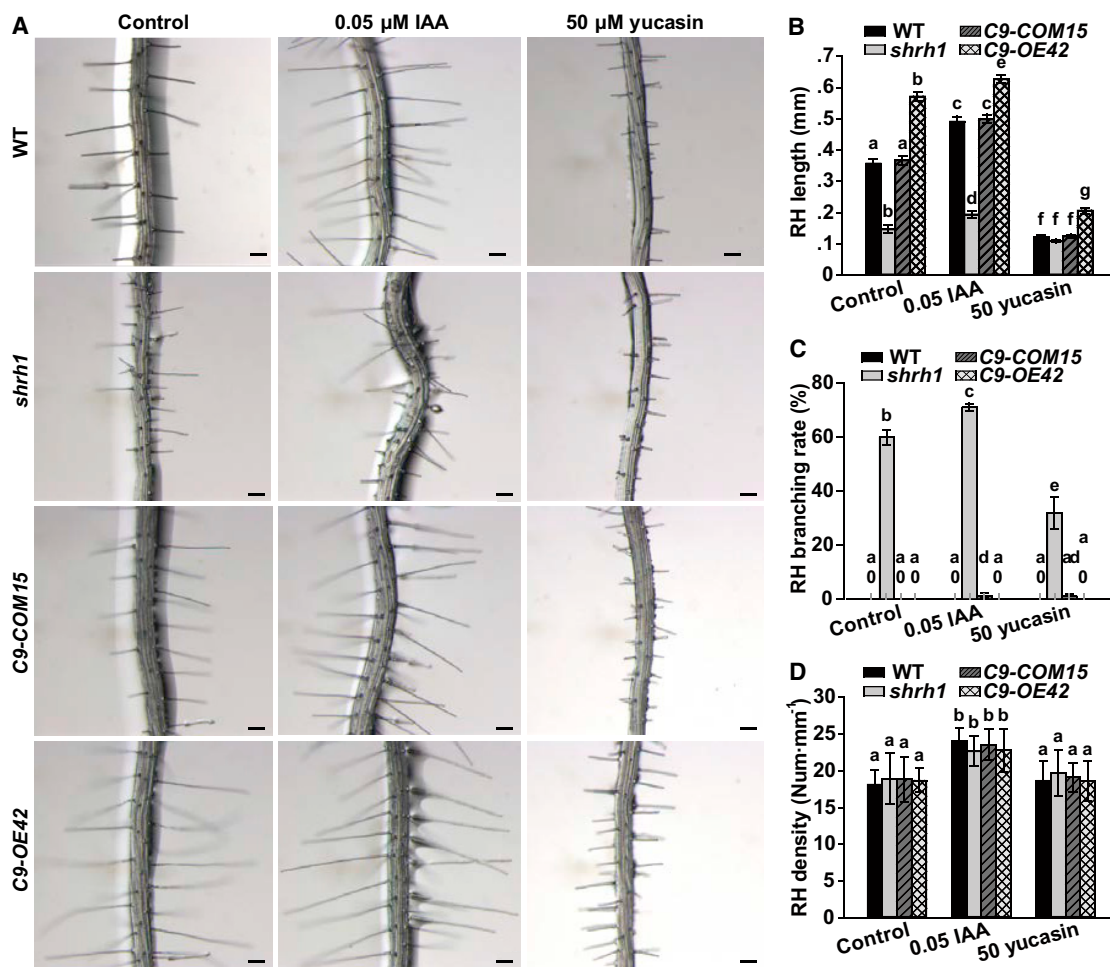 A
Control
0.05 µM IAA
50 µM yucasin
WT
shrh1
C9-COM15
C9-OE42
B
WT
C9-COM15
shrh1
C9-OE42
RH length (mm)
.7
.6
.5
.4
.3
.2
.1
0
a b a b
c d c e
f f f g
Control
0.05 IAA
50 yucasin
C
WT
C9-COM15
shrh1
C9-OE42
RH branching rate (%)
80
60
40
20
0
a b a a
0 0 0
a c d a
0 0
a e ad a
0 0
Control
0.05 IAA
50 yucasin
D
WT
C9-COM15
shrh1
C9-OE42
RH density (Num·mm⁻¹)
30
25
20
15
10
5
0
a a a a
b b b b
a a a a
Control
0.05 IAA
50 yucasin